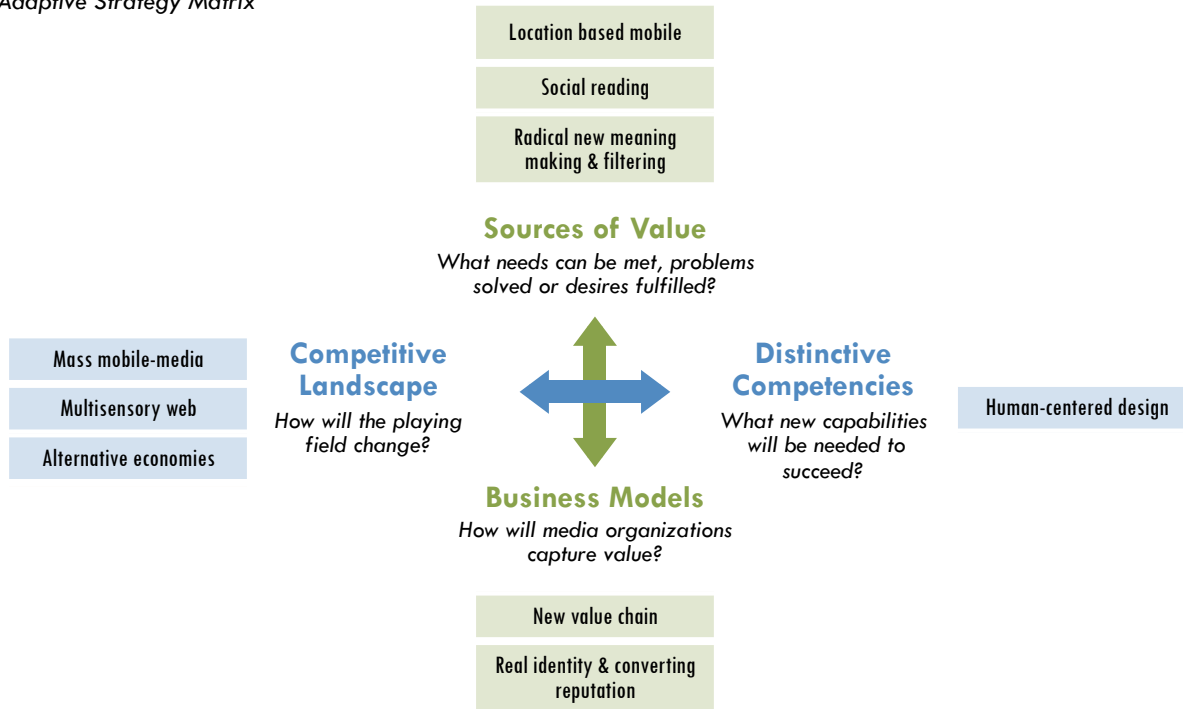 Adaptive Strategy Matrix
Location based mobile
Social reading
Radical new meaning
making & filtering
Sources of Value
What needs can be met, problems
solved or desires fulfilled?
Mass mobile-media
Multisensory web
Alternative economies
Competitive
Landscape
How will the playing
field change?
Distinctive
Competencies
What new capabilities
will be needed to
succeed?
Human-centered design
Business Models
How will media organizations
capture value?
New value chain
Real identity & converting
reputation